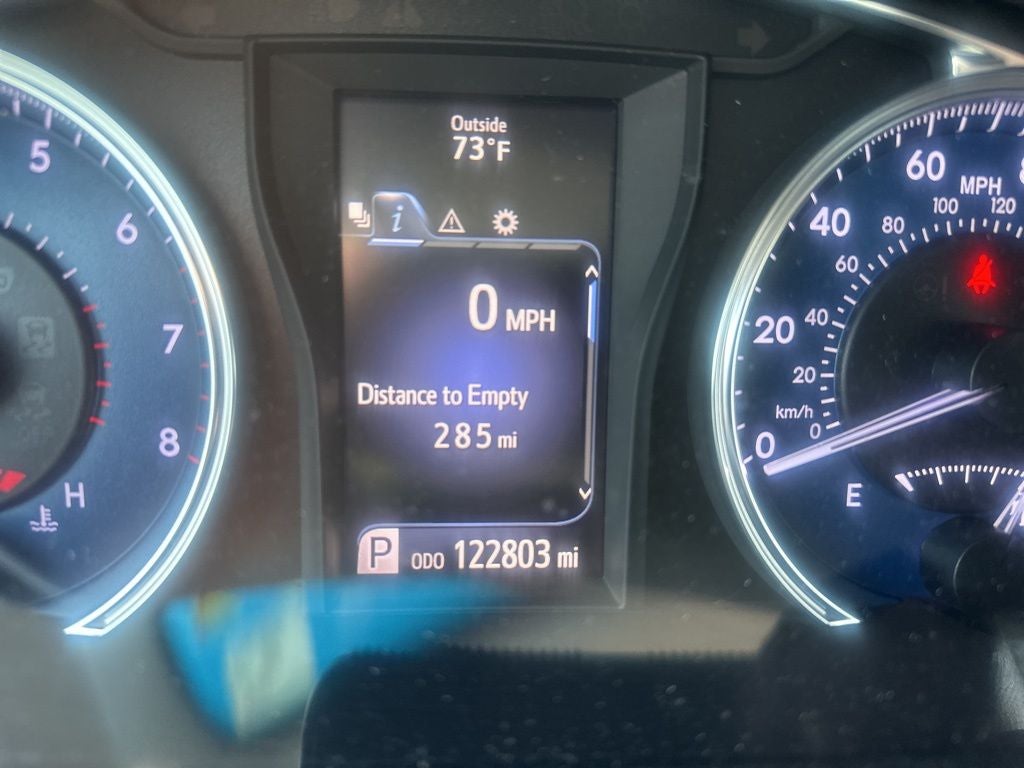 Outside
73°F
i
0 MPH
Distance to Empty
285 mi
P ODO 122803 mi
5
6
7
8
H
60
MPH
100
120
40
80
60
20
40
20
km/h
0
0
E